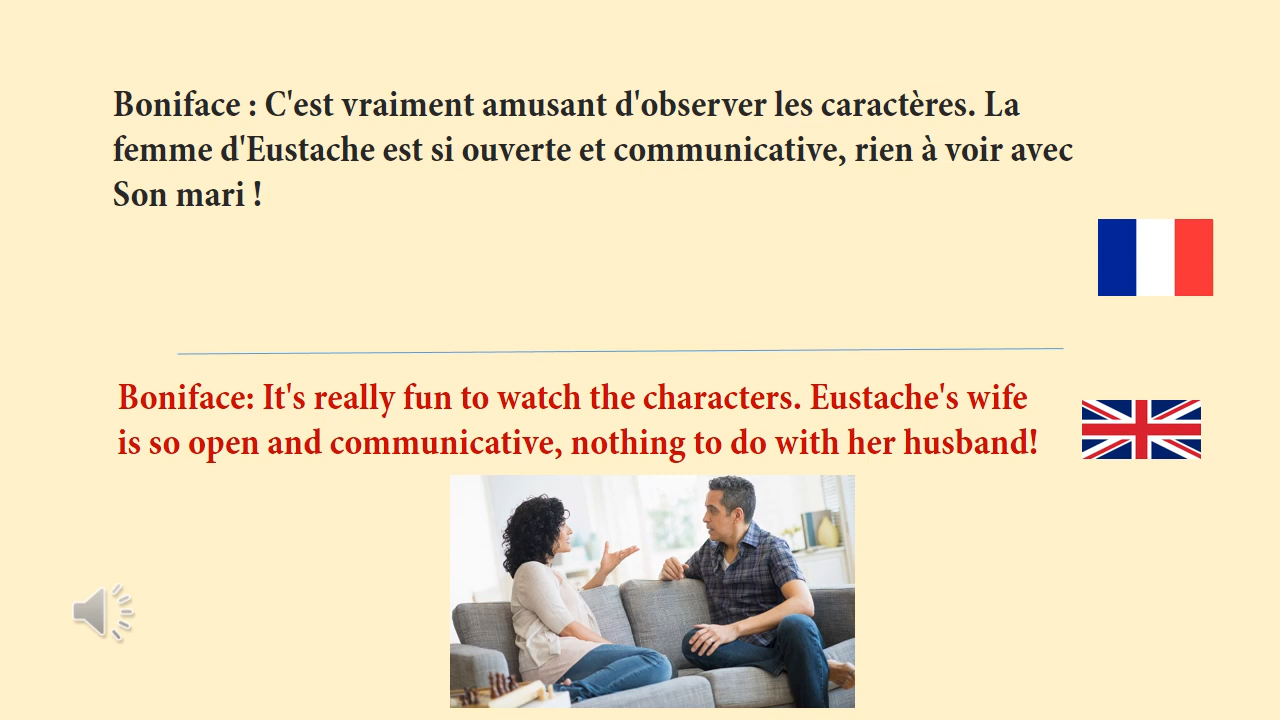 Boniface : C'est vraiment amusant d'observer les caractères. La
femme d'Eustache est si ouverte et communicative, rien à voir avec
Son mari !
Boniface: It's really fun to watch the characters. Eustache's wife
is so open and communicative, nothing to do with her husband!